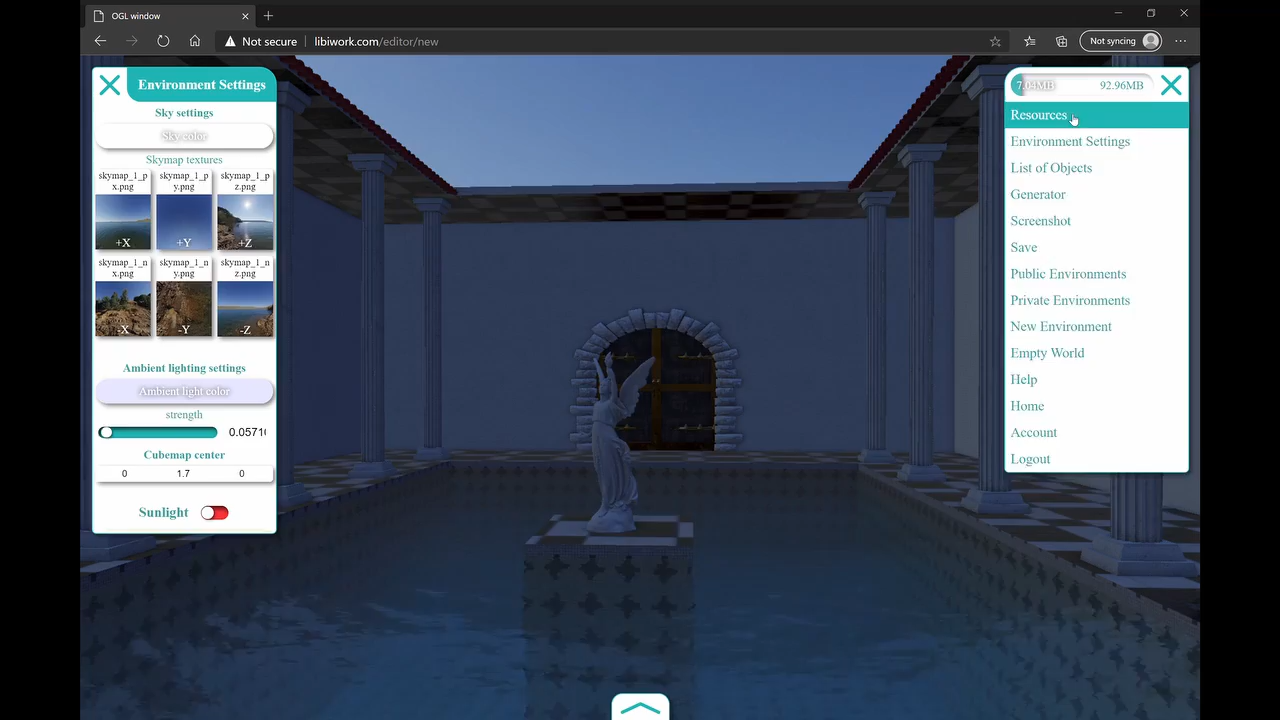 OGL window
Not secure
libiwork.com/editor/new
Not syncing
Environment Settings
Sky settings
Sky color
Skymap textures
skymap_1_p
x.png
skymap_1_p
y.png
skymap_1_p
z.png
+X
+Y
+Z
skymap_1_n
x.png
skymap_1_n
y.png
skymap_1_n
z.png
-X
-Y
-Z
Ambient lighting settings
Ambient light color
strength
0.0571
Cubemap center
0 1.7 0
Sunlight
7.04MB 92.96MB
Resources
Environment Settings
List of Objects
Generator
Screenshot
Save
Public Environments
Private Environments
New Environment
Empty World
Help
Home
Account
Logout